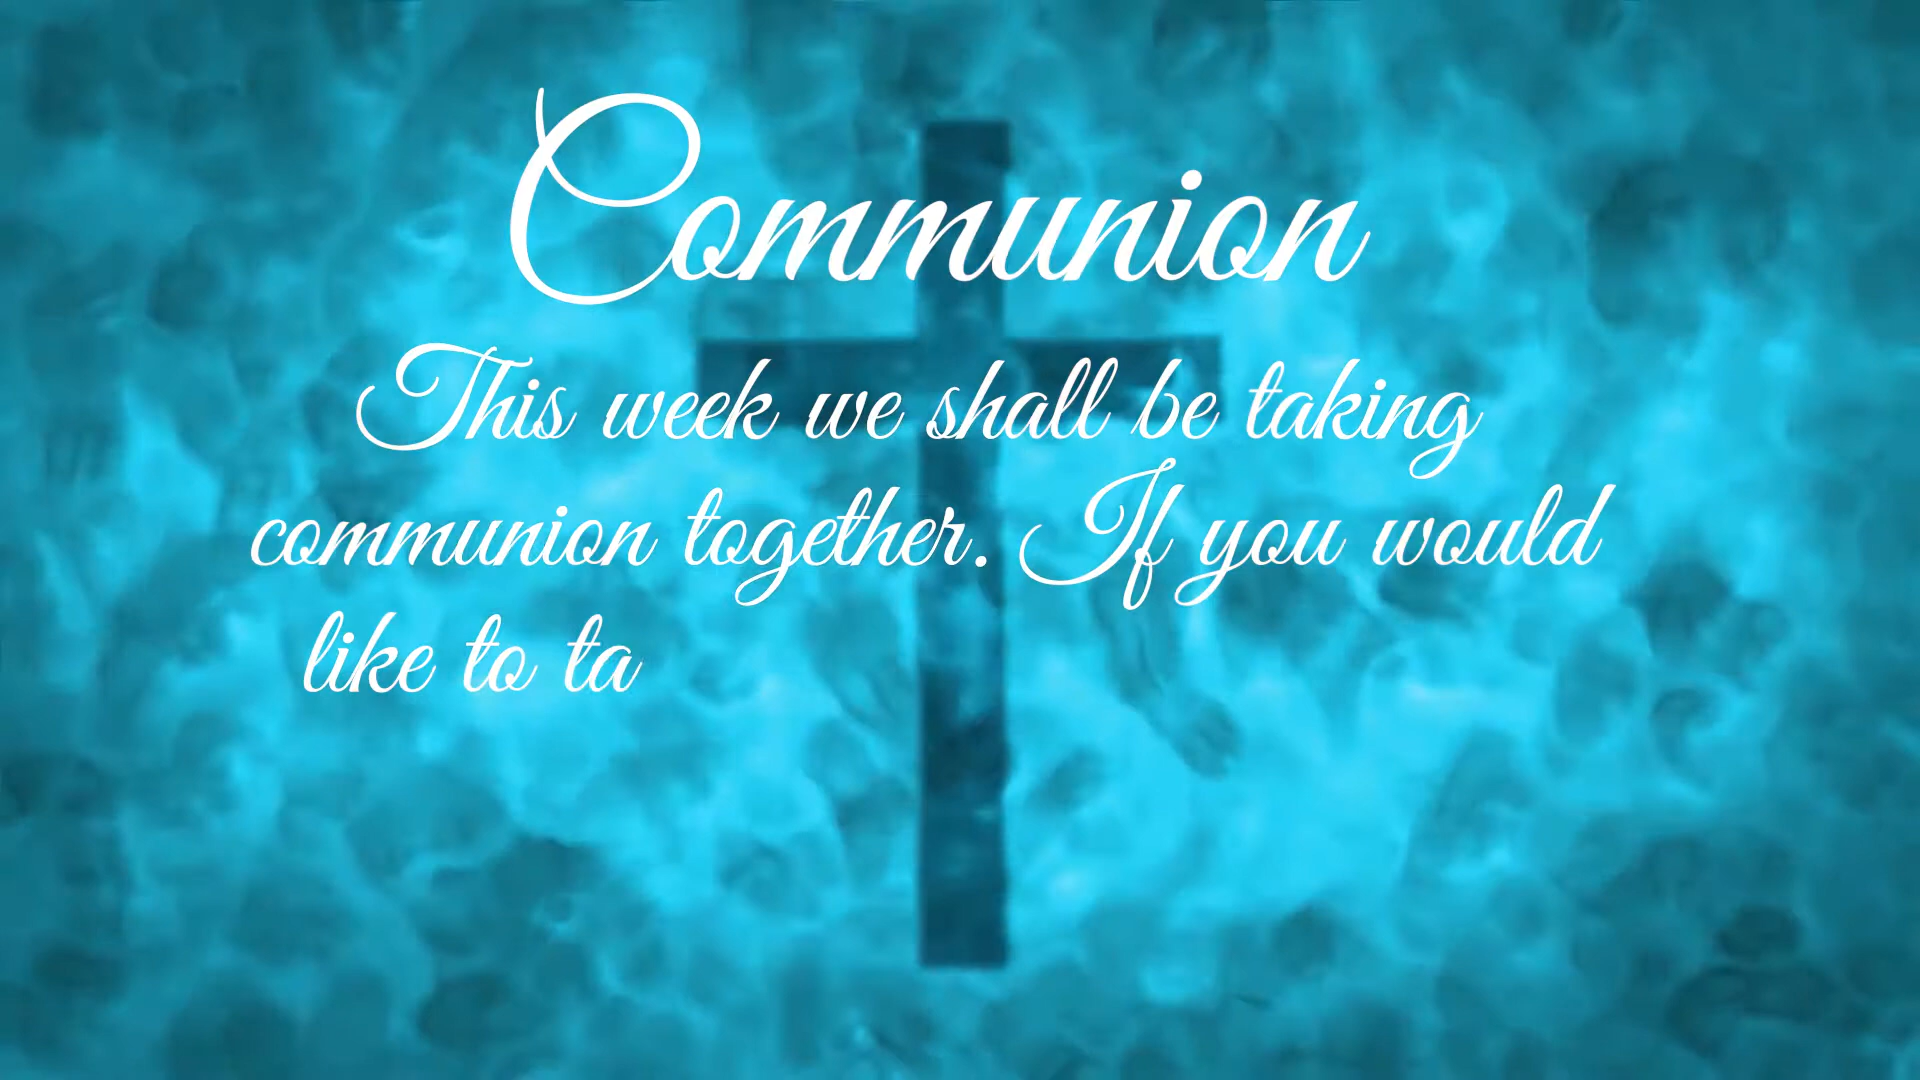 Communion
This week we shall be taking
communion together. If you would
like to ta